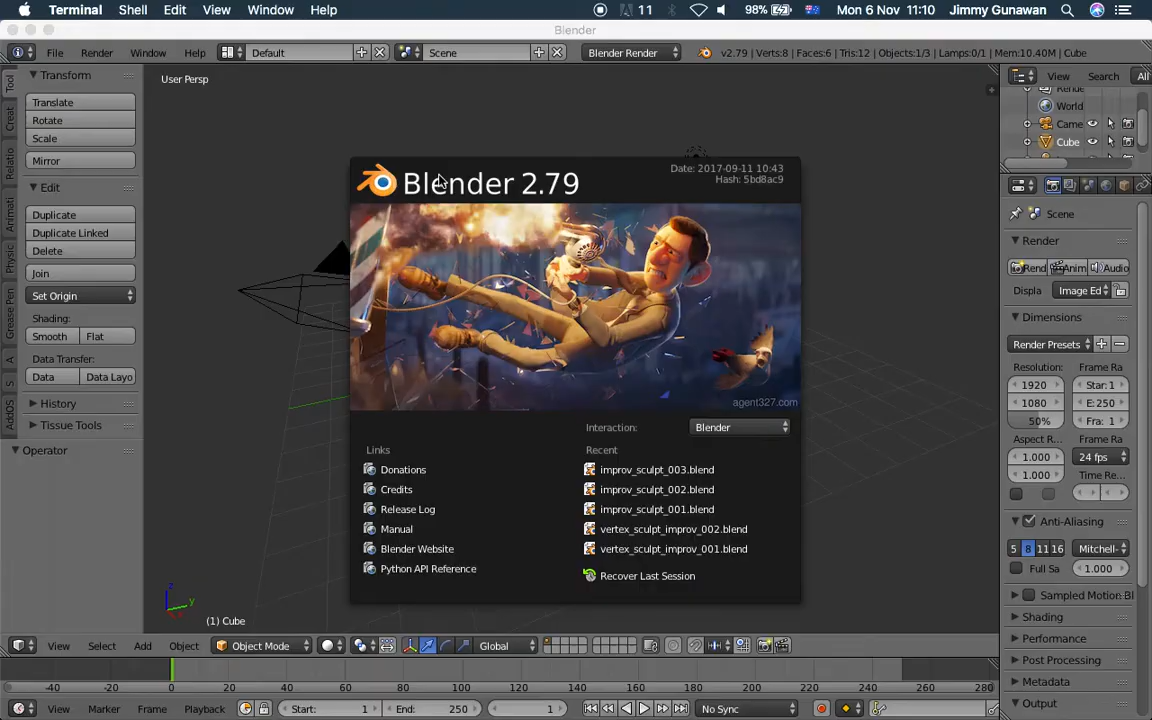 Terminal Shell Edit View Window Help 11 98% Mon 6 Nov 11:10 Jimmy Gunawan
Blender
File Render Window Help Default Scene Blender Render v2.79 | Verts:8 | Faces:6 | Tris:12 | Objects:1/3 | Lamps:0/1 | Mem:10.40M | Cube
Transform
Translate
Rotate
Scale
Mirror
Edit
Duplicate
Duplicate Linked
Delete
Join
Set Origin
Shading:
Smooth Flat
Data Transfer:
Data Data Layo
History
Tissue Tools
Operator
Tool
Creat
Relatio
Animati
Physic
Grease Pen
A
S
AddOS
User Persp
Blender 2.79
Date: 2017-09-11 10:43
Hash: 5bd8ac9
agent327.com
Interaction: Blender
Links
Donations
Credits
Release Log
Manual
Blender Website
Python API Reference
Recent
improv_sculpt_003.blend
improv_sculpt_002.blend
improv_sculpt_001.blend
vertex_sculpt_improv_002.blend
vertex_sculpt_improv_001.blend
Recover Last Session
(1) Cube
View Search All
World
Came
Cube
Scene
Render
Rend Anim Audio
Displa Image Ed
Dimensions
Render Presets
Resolution: Frame Ra
1920 Star: 1
1080 E: 250
50% Fra: 1
Aspect R... Frame Ra
1.000 24 fps
1.000 Time Re...
Anti-Aliasing
5 8 11 16 Mitchell-
Full Sa 1.000
Sampled Motion Bl
Shading
Performance
Post Processing
Metadata
Output
View Select Add Object Object Mode Global
-40 -20 0 20 40 60 80 100 120 140 160 180 200 220 240 260 280
View Marker Frame Playback Start: 1 End: 250 1 No Sync